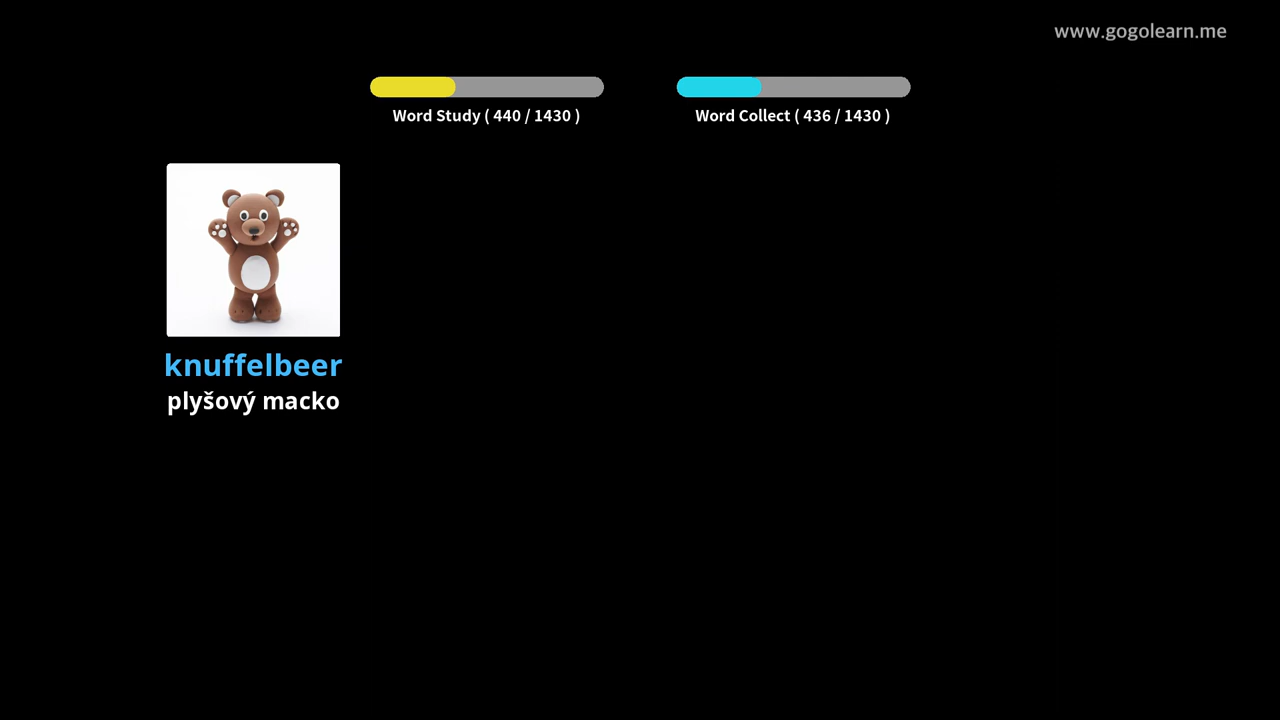 www.gogolearn.me
Word Study ( 440 / 1430 )
Word Collect ( 436 / 1430 )
knuffelbeer
plyšový macko